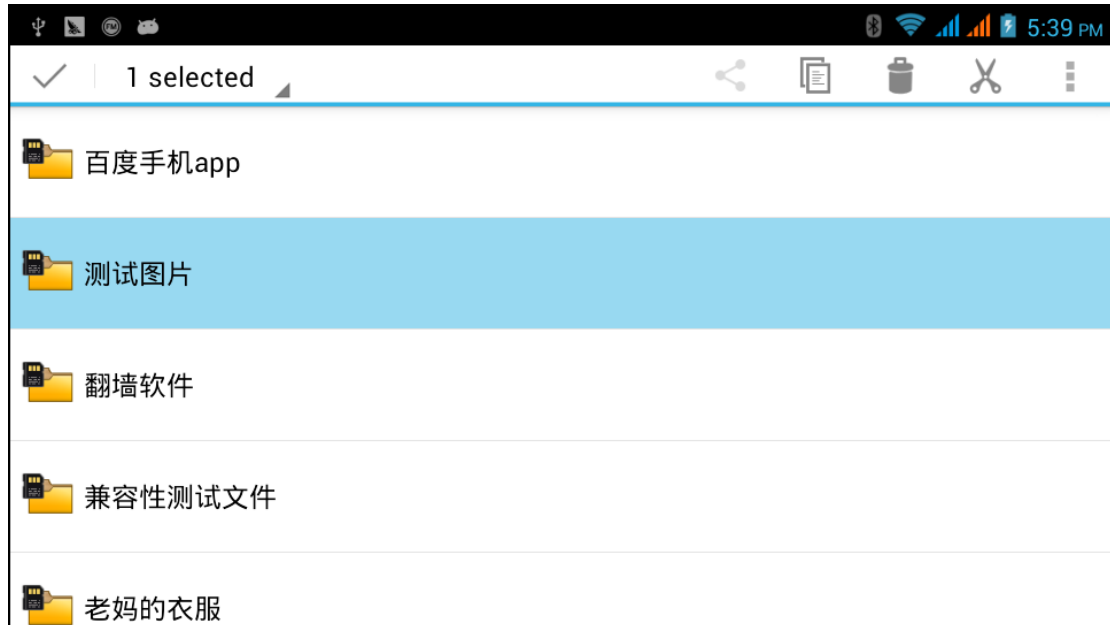 5:39 PM
1 selected
百度手机app
测试图片
翻墙软件
兼容性测试文件
老妈的衣服